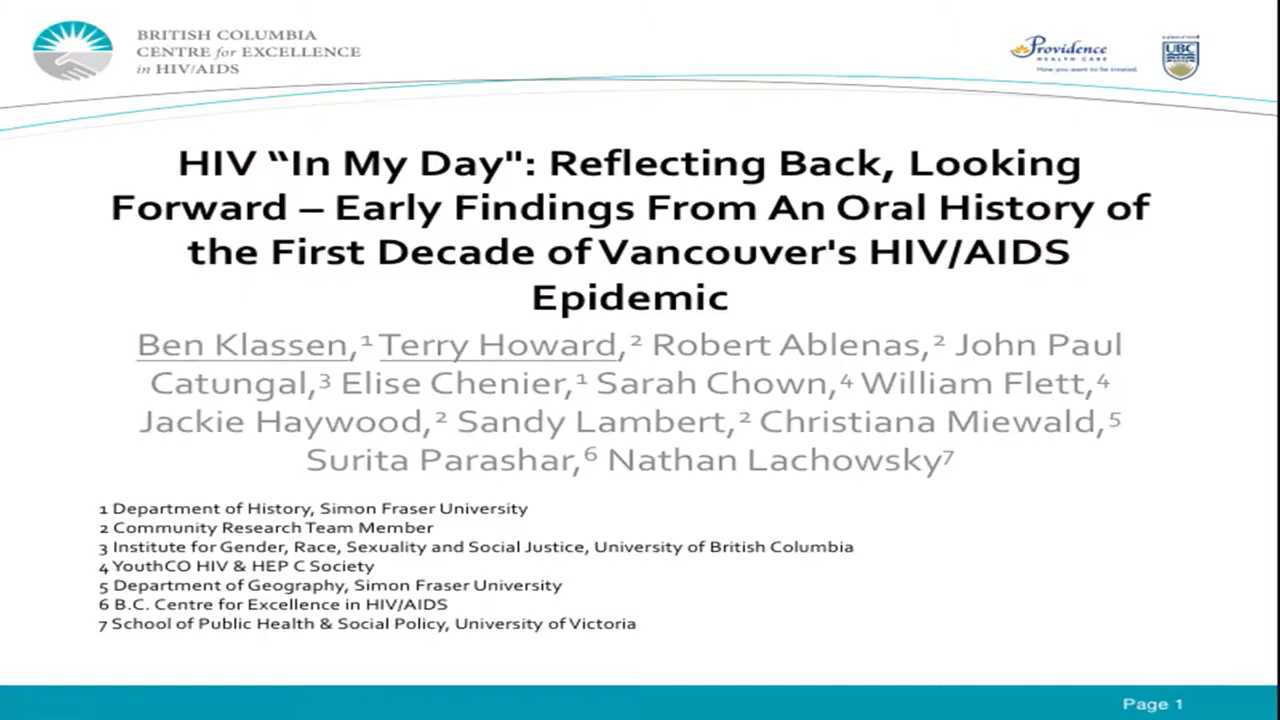 BRITISH COLUMBIA
CENTRE for EXCELLENCE
in HIV/AIDS
Providence
HEALTH CARE
How you want to be treated.
UBC
HIV “In My Day": Reflecting Back, Looking
Forward – Early Findings From An Oral History of
the First Decade of Vancouver's HIV/AIDS
Epidemic
Ben Klassen,¹ Terry Howard,² Robert Ablenas,² John Paul
Catungal,³ Elise Chenier,¹ Sarah Chown,⁴ William Flett,⁴
Jackie Haywood,² Sandy Lambert,² Christiana Miewald,⁵
Surita Parashar,⁶ Nathan Lachowsky⁷
1 Department of History, Simon Fraser University
2 Community Research Team Member
3 Institute for Gender, Race, Sexuality and Social Justice, University of British Columbia
4 YouthCO HIV & HEP C Society
5 Department of Geography, Simon Fraser University
6 B.C. Centre for Excellence in HIV/AIDS
7 School of Public Health & Social Policy, University of Victoria
Page 1